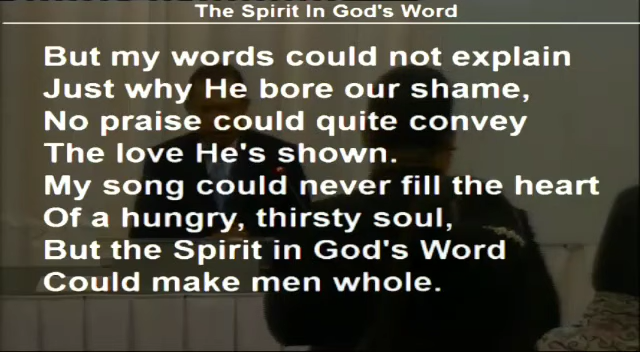 The Spirit In God's Word
But my words could not explain
Just why He bore our shame,
No praise could quite convey
The love He's shown.
My song could never fill the heart
Of a hungry, thirsty soul,
But the Spirit in God's Word
Could make men whole.